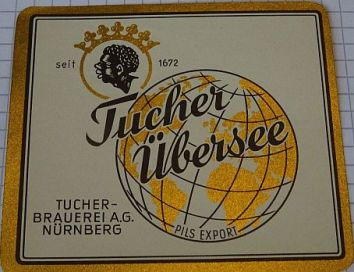 seit 1672
Tucher
Übersee
TUCHER-
BRAUEREI A.G.
NÜRNBERG
PILS EXPORT